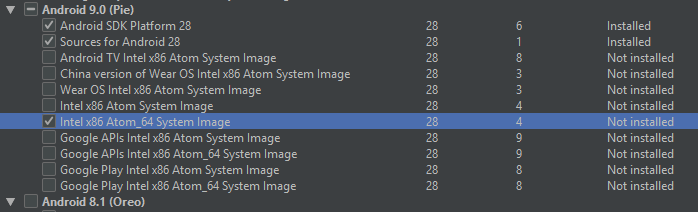 Android 9.0 (Pie)
Android SDK Platform 28 28 6 Installed
Sources for Android 28 28 1 Installed
Android TV Intel x86 Atom System Image 28 8 Not installed
China version of Wear OS Intel x86 Atom System Image 28 3 Not installed
Wear OS Intel x86 Atom System Image 28 3 Not installed
Intel x86 Atom System Image 28 4 Not installed
Intel x86 Atom_64 System Image 28 4 Not installed
Google APIs Intel x86 Atom System Image 28 9 Not installed
Google APIs Intel x86 Atom_64 System Image 28 9 Not installed
Google Play Intel x86 Atom System Image 28 8 Not installed
Google Play Intel x86 Atom_64 System Image 28 8 Not installed
Android 8.1 (Oreo)